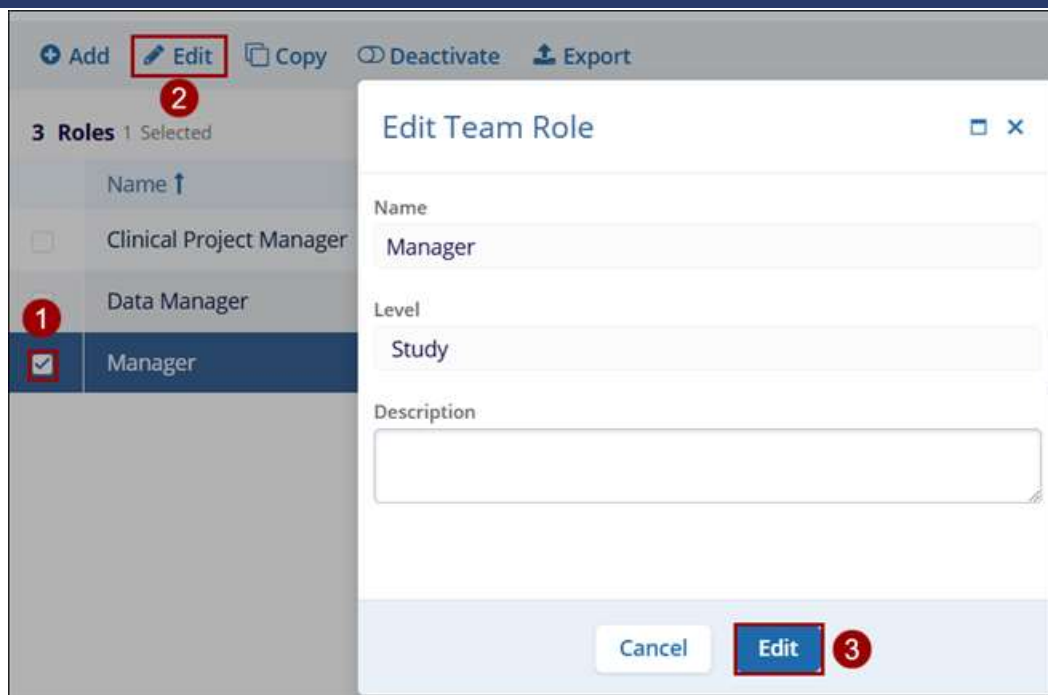 Add Edit Copy Deactivate Export
2
3 Roles 1 Selected
Name ↑
Clinical Project Manager
1
Data Manager
Manager
Edit Team Role
Name
Manager
Level
Study
Description
Cancel Edit 3